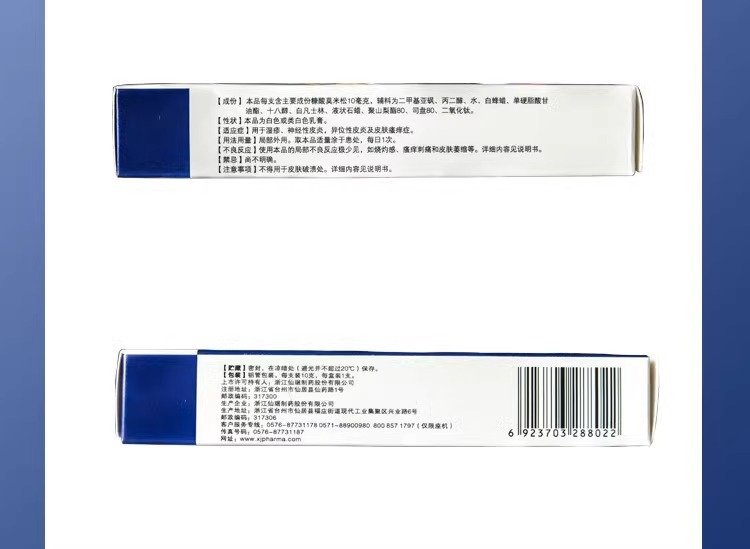 【成份】本品每支含主要成份糠酸莫米松10毫克，辅料为二甲基亚砜、丙二醇、水、白蜂蜡、单硬脂酸甘
油酯、十八醇、白凡士林、液状石蜡、聚山梨酯80、司盘80、二氧化钛。
【性状】本品为白色或类白色乳膏。
【适应症】用于湿疹、神经性皮炎，异位性皮炎及皮肤瘙痒症。
【用法用量】局部外用。取本品适量涂于患处，每日1次。
【不良反应】使用本品的局部不良反应极少见，如烧灼感、瘙痒刺痛和皮肤萎缩等。详细内容见说明书。
【禁忌】尚不明确。
【注意事项】不得用于皮肤破溃处。详细内容见说明书。
【贮藏】密封，在凉暗处（避光并不超过20℃）保存。
【包装】铝管包装，每支装10克，每盒装1支。
上市许可持有人：浙江仙琚制药股份有限公司
注册地址：浙江省台州市仙居县仙药路1号
邮政编码：317300
生产企业：浙江仙琚制药股份有限公司
生产地址：浙江省台州市仙居县福应街道现代工业集聚区兴业路6号
邮政编码：317306
客户服务专线：0576-87731178 0571-88900980 800 857 1797（仅限座机）
传真号码：0576-87731187
网址：www.xjpharma.com
6 923703 288022